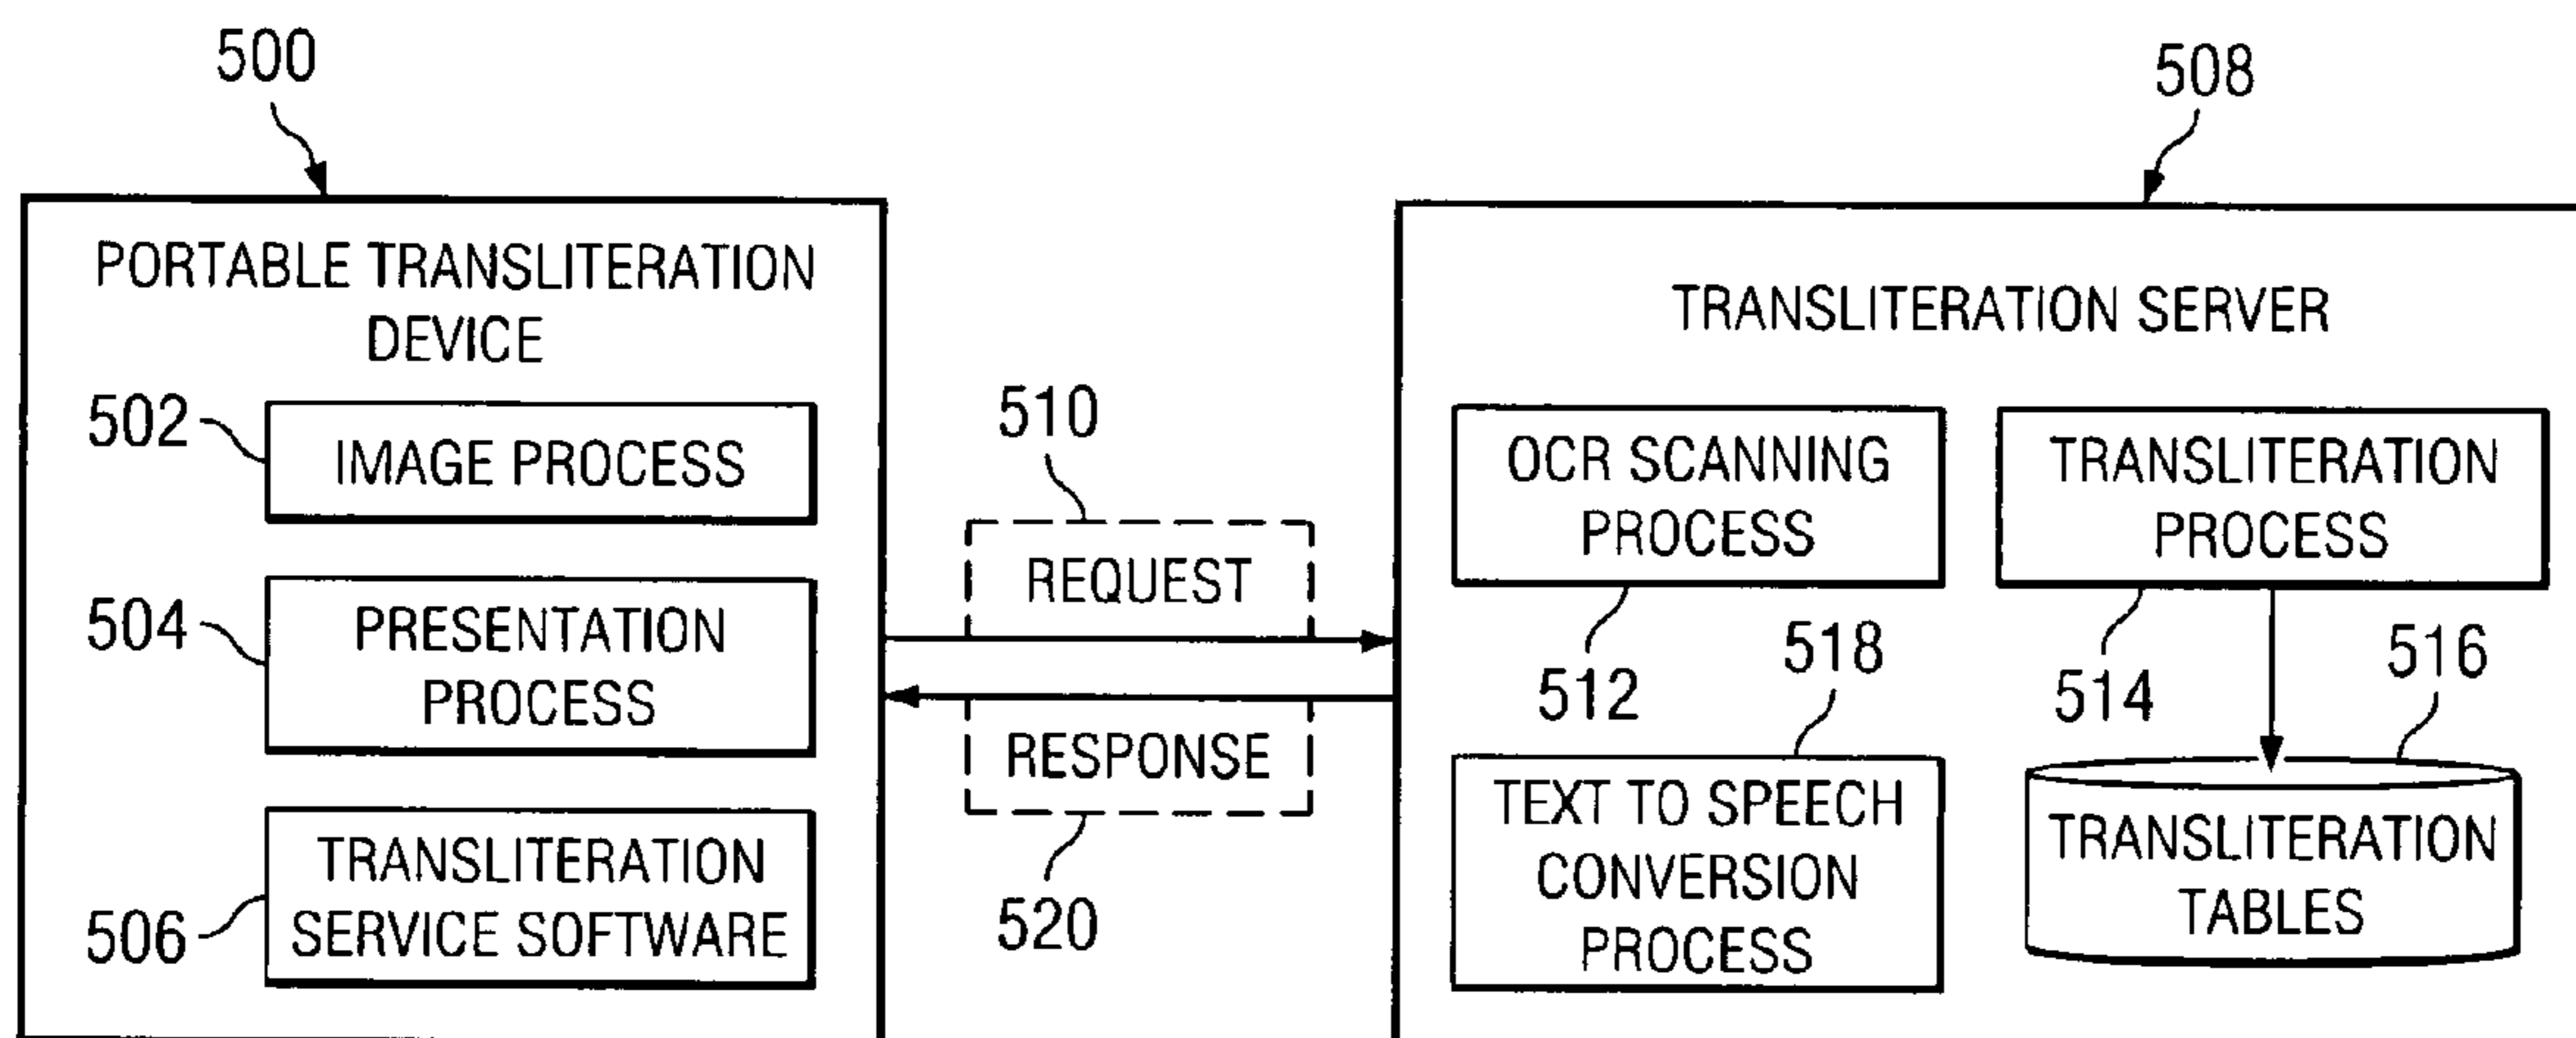 500
508
PORTABLE TRANSLITERATION
DEVICE
502
IMAGE PROCESS
504
PRESENTATION
PROCESS
506
TRANSLITERATION
SERVICE SOFTWARE
510
REQUEST
RESPONSE
520
TRANSLITERATION SERVER
OCR SCANNING
PROCESS
512
TRANSLITERATION
PROCESS
514
518
TEXT TO SPEECH
CONVERSION
PROCESS
516
TRANSLITERATION
TABLES